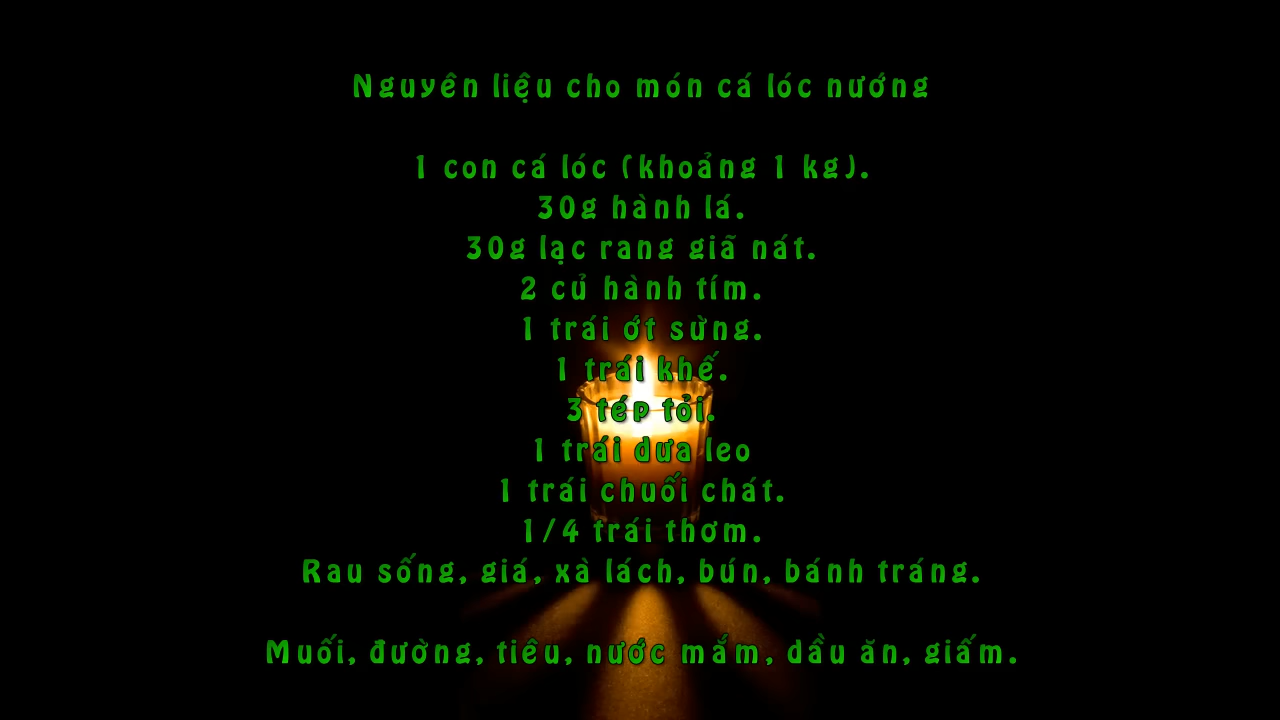 Nguyên liệu cho món cá lóc nướng
1 con cá lóc (khoảng 1 kg).
30g hành lá.
30g lạc rang giã nát.
2 củ hành tím.
1 trái ớt sừng.
1 trái khế.
3 tép tỏi.
1 trái dưa leo
1 trái chuối chát.
1/4 trái thơm.
Rau sống, giá, xà lách, bún, bánh tráng.
Muối, đường, tiêu, nước mắm, dầu ăn, giấm.